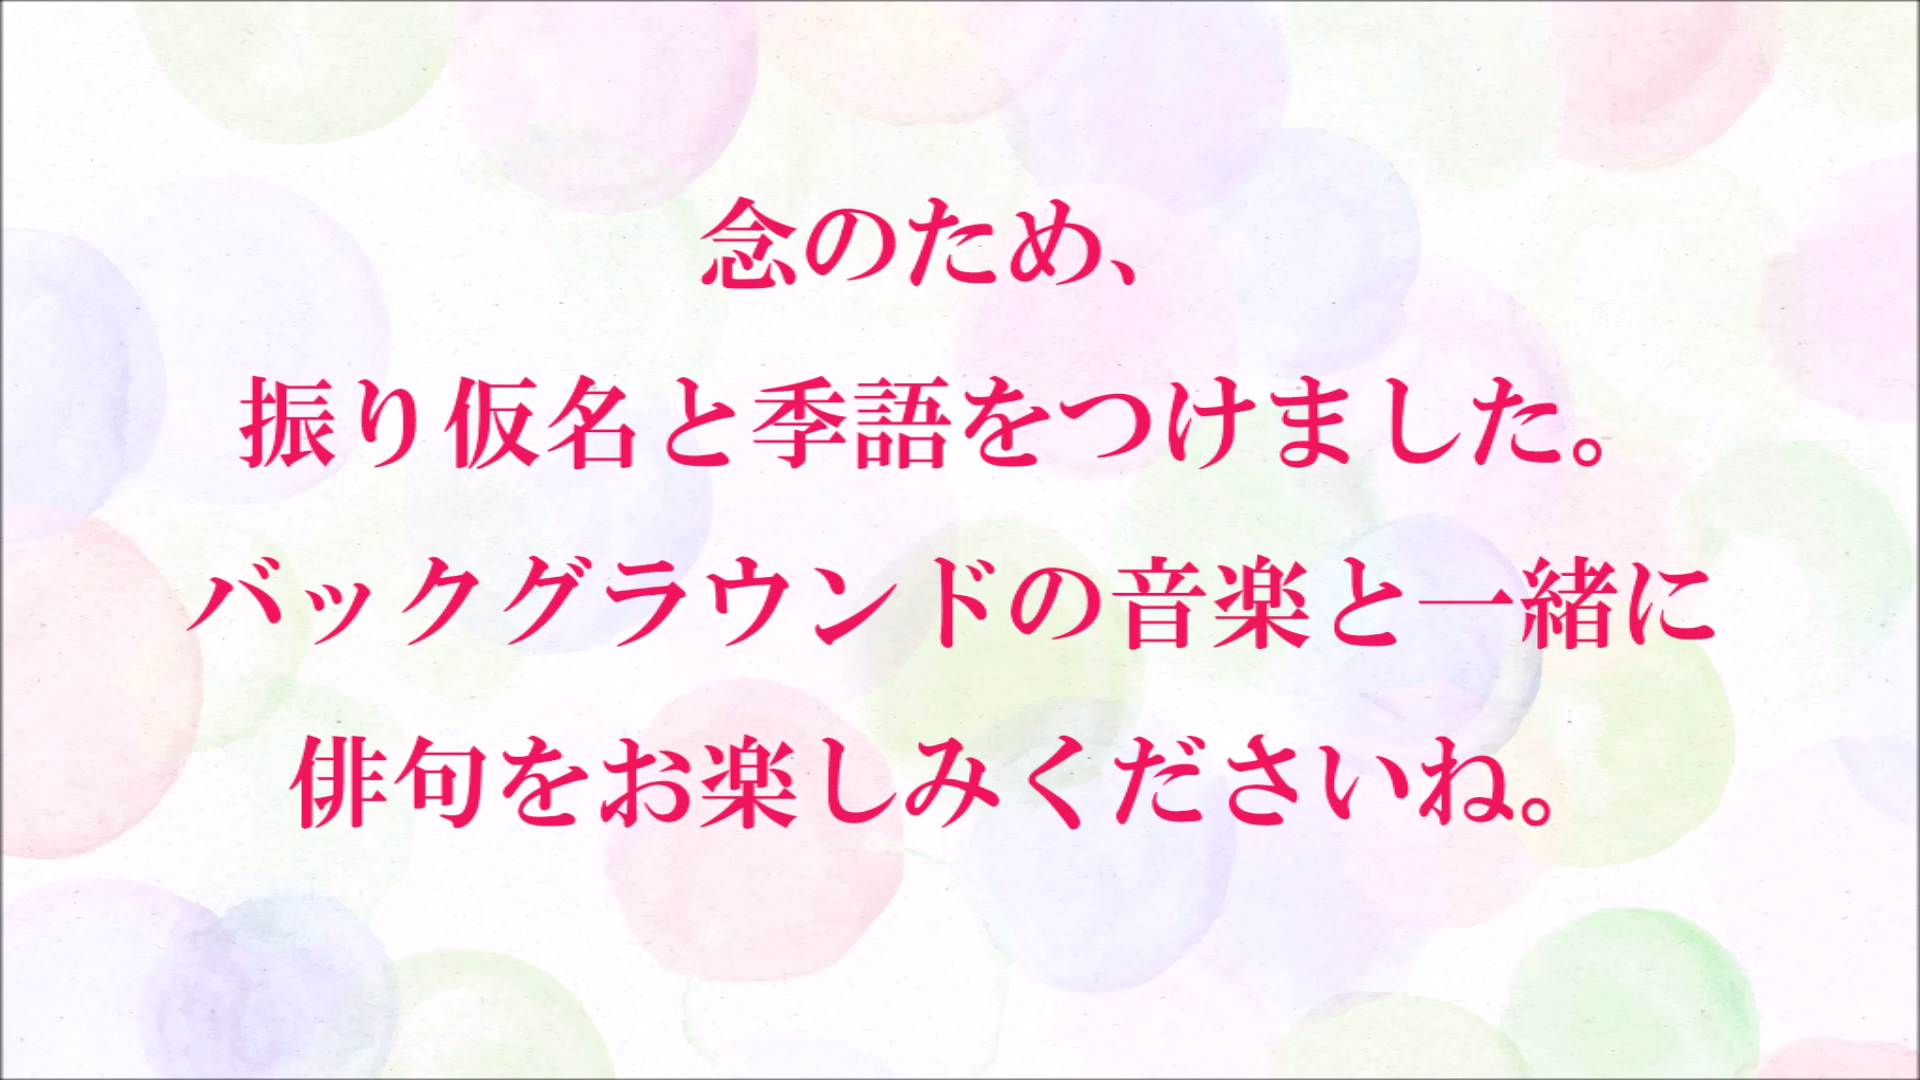 念のため、
振り仮名と季語をつけました。
バックグラウンドの音楽と一緒に
俳句をお楽しみくださいね。